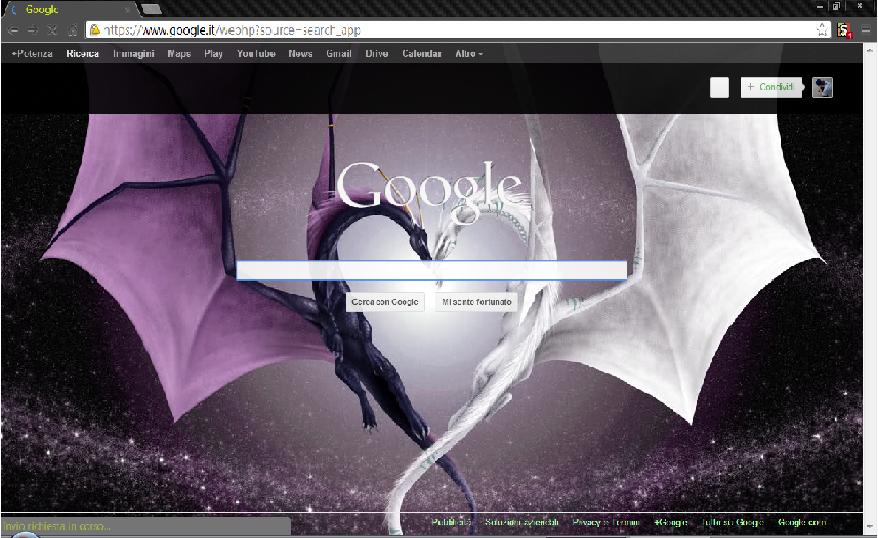 Google
https://www.google.it/webhp?source=search_app
+Potenza Ricerca Immagini Maps Play YouTube News Gmail Drive Calendar Altro
+ Condividi
Google
Cerca con Google Mi sento fortunato
Pubblicità Soluzioni aziendali Privacy e Termini +Google Tutto su Google Google.com
Invio richiesta in corso...